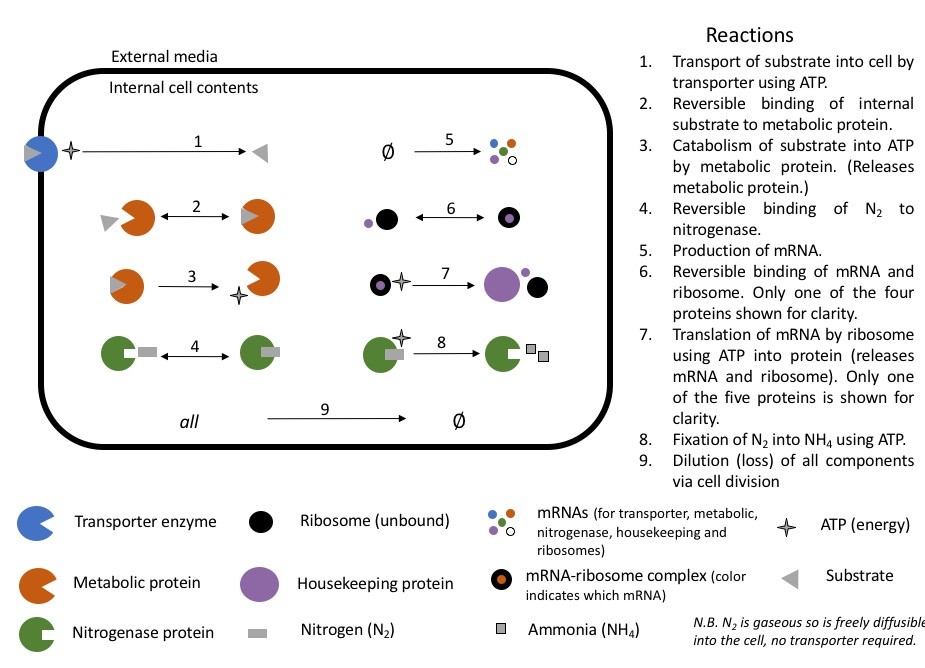 External media
Internal cell contents
1
2
3
4
5
∅
6
7
8
all
9
∅
Reactions
1. Transport of substrate into cell by
transporter using ATP.
2. Reversible binding of internal
substrate to metabolic protein.
3. Catabolism of substrate into ATP
by metabolic protein. (Releases
metabolic protein.)
4. Reversible binding of N₂ to
nitrogenase.
5. Production of mRNA.
6. Reversible binding of mRNA and
ribosome. Only one of the four
proteins shown for clarity.
7. Translation of mRNA by ribosome
using ATP into protein (releases
mRNA and ribosome). Only one
of the five proteins is shown for
clarity.
8. Fixation of N₂ into NH₄ using ATP.
9. Dilution (loss) of all components
via cell division
Transporter enzyme
Ribosome (unbound)
mRNAs (for transporter, metabolic,
nitrogenase, housekeeping and
ribosomes)
ATP (energy)
Metabolic protein
Housekeeping protein
mRNA-ribosome complex (color
indicates which mRNA)
Substrate
Nitrogenase protein
Nitrogen (N₂)
Ammonia (NH₄)
N.B. N₂ is gaseous so is freely diffusible
into the cell, no transporter required.